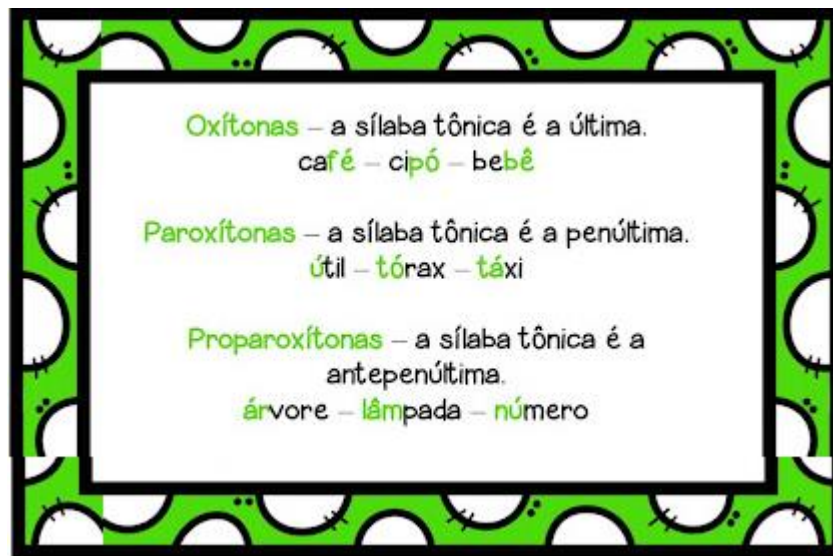 Oxítonas – a sílaba tônica é a última.
café – cipó – bebê
Paroxítonas – a sílaba tônica é a penúltima.
útil – tórax – táxi
Proparoxítonas – a sílaba tônica é a
antepenúltima.
árvore – lâmpada – número